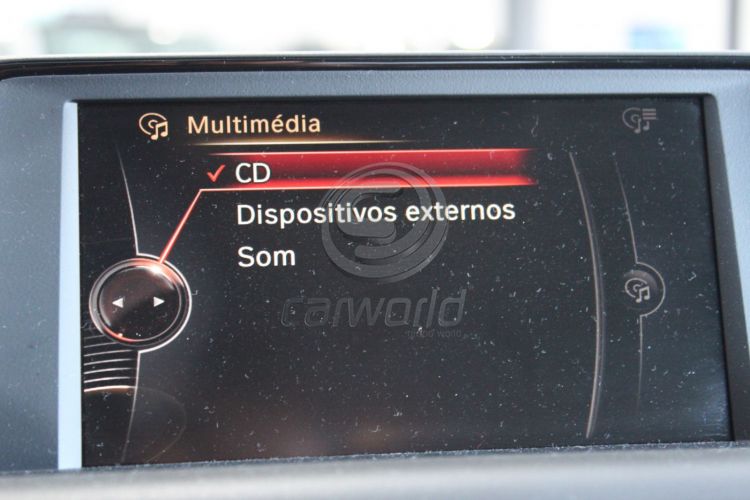 Multimédia
CD
Dispositivos externos
Som
carworld